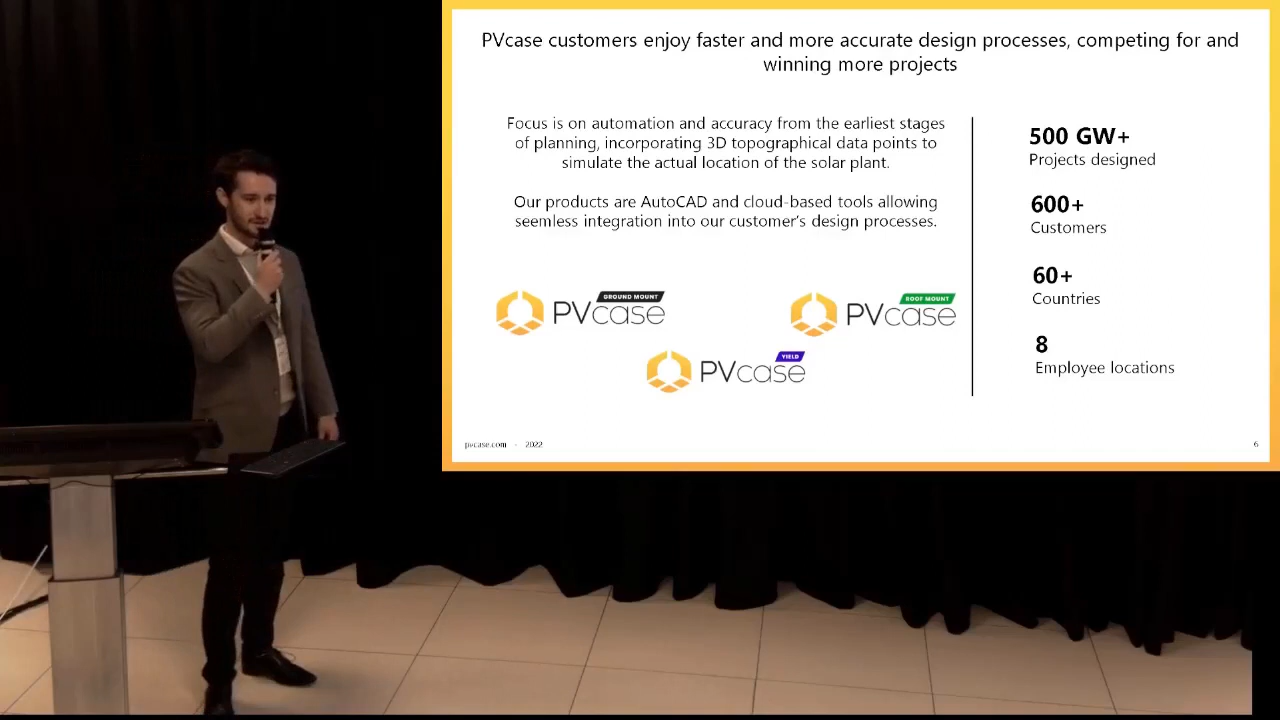 PVcase customers enjoy faster and more accurate design processes, competing for and
winning more projects
Focus is on automation and accuracy from the earliest stages
of planning, incorporating 3D topographical data points to
simulate the actual location of the solar plant.
Our products are AutoCAD and cloud-based tools allowing
seemless integration into our customer's design processes.
GROUND MOUNT
PVcase
ROOF MOUNT
PVcase
YIELD
PVcase
500 GW+
Projects designed
600+
Customers
60+
Countries
8
Employee locations
pvcase.com - 2022
6